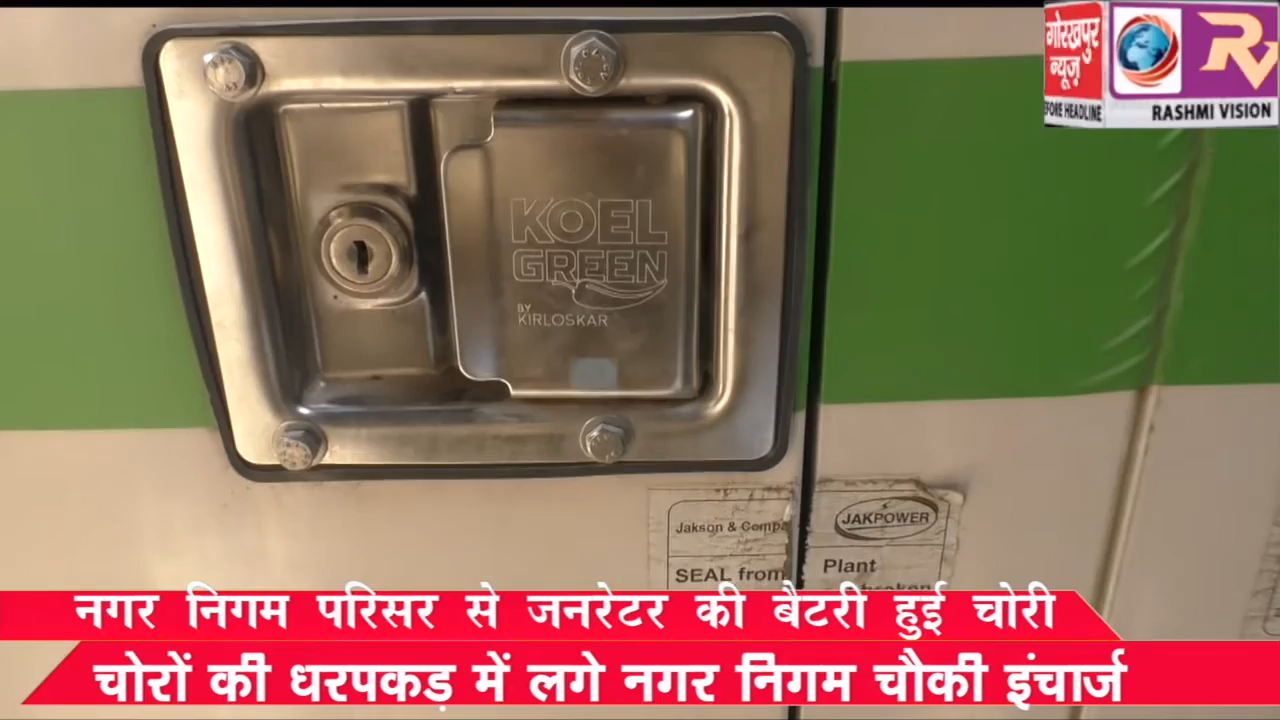 गोरखपुर
न्यूज़
RV
RASHMI VISION
KOEL
GREEN
BY
KIRLOSKAR
Jakson &
JAKPOWER
SEAL from
Plant
नगर निगम परिसर से जनरेटर की बैटरी हुई चोरी
चोरों की धरपकड़ में लगे नगर निगम चौकी इंचार्ज